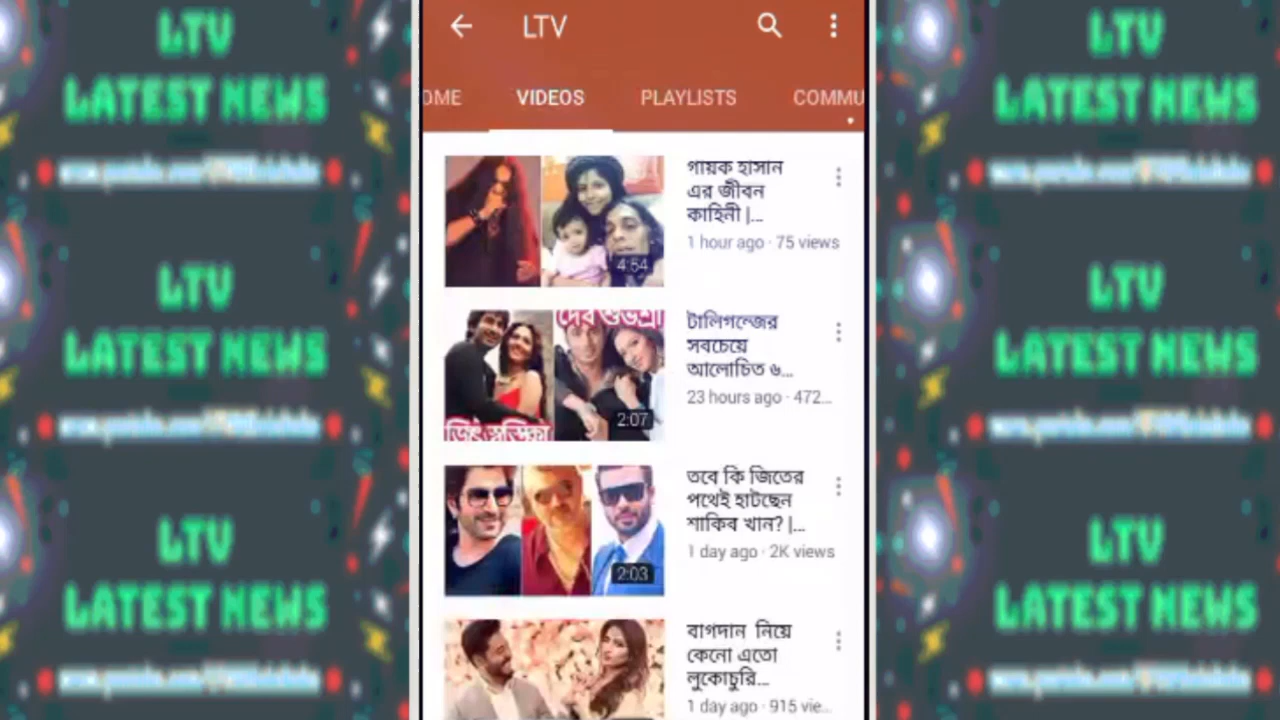 LTV
LATEST NEWS
LTV
LATEST NEWS
LTV
LATEST NEWS
LTV
OME VIDEOS PLAYLISTS COMMU
গায়ক হাসান
এর জীবন
কাহিনী |...
1 hour ago · 75 views
4:54
টালিগন্জের
সবচেয়ে
আলোচিত ৬...
23 hours ago · 472...
দেব শুভশ্রী
জিৎ স্বস্তিকা
2:07
তবে কি জিতের
পথেই হাটছেন
শাকিব খান? |...
1 day ago · 2K views
2:03
বাগদান নিয়ে
কেনো এতো
লুকোচুরি...
1 day ago · 915 vie...
LTV
LATEST NEWS
LTV
LATEST NEWS
LTV
LATEST NEWS